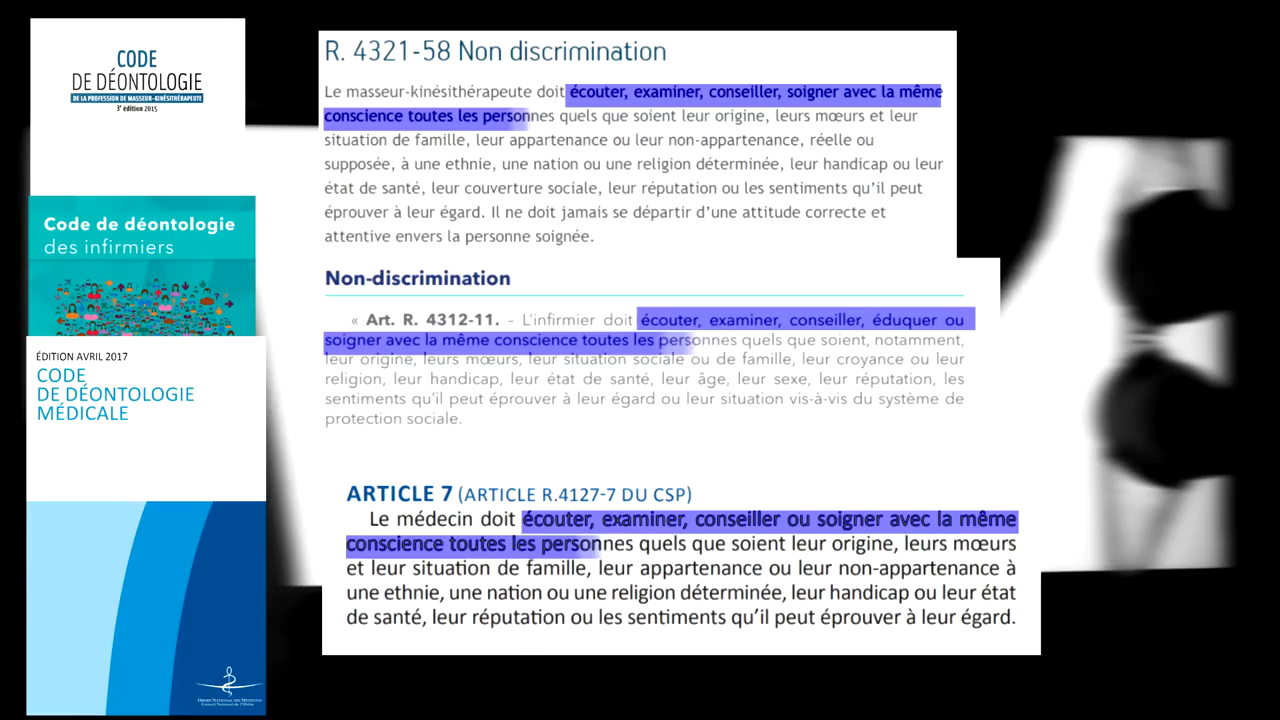 CODE
DE DÉONTOLOGIE
DE LA PROFESSION DE MASSEUR-KINÉSITHÉRAPEUTE
3e édition 2015
Code de déontologie
des infirmiers
ÉDITION AVRIL 2017
CODE
DE DÉONTOLOGIE
MÉDICALE
ORDRE NATIONAL DES MÉDECINS
Conseil National de l'Ordre
R. 4321-58 Non discrimination
Le masseur-kinésithérapeute doit écouter, examiner, conseiller, soigner avec la même
conscience toutes les personnes quels que soient leur origine, leurs mœurs et leur
situation de famille, leur appartenance ou leur non-appartenance, réelle ou
supposée, à une ethnie, une nation ou une religion déterminée, leur handicap ou leur
état de santé, leur couverture sociale, leur réputation ou les sentiments qu'il peut
éprouver à leur égard. Il ne doit jamais se départir d'une attitude correcte et
attentive envers la personne soignée.
Non-discrimination
« Art. R. 4312-11. - L'infirmier doit écouter, examiner, conseiller, éduquer ou
soigner avec la même conscience toutes les personnes quels que soient, notamment,
leur origine, leurs mœurs, leur situation sociale ou de famille, leur croyance ou leur
religion, leur handicap, leur état de santé, leur âge, leur sexe, leur réputation, les
sentiments qu'il peut éprouver à leur égard ou leur situation vis-à-vis du système de
protection sociale.
ARTICLE 7 (ARTICLE R.4127-7 DU CSP)
Le médecin doit écouter, examiner, conseiller ou soigner avec la même
conscience toutes les personnes quels que soient leur origine, leurs mœurs
et leur situation de famille, leur appartenance ou leur non-appartenance à
une ethnie, une nation ou une religion déterminée, leur handicap ou leur état
de santé, leur réputation ou les sentiments qu'il peut éprouver à leur égard.